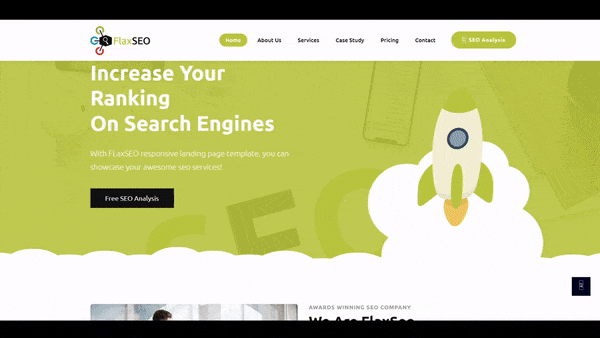 FlaxSEO
Home
About Us
Services
Case Study
Pricing
Contact
SEO Analysis
Increase Your
Ranking
On Search Engines
With FLaxSEO responsive landing page template, you can
showcase your awesome seo services!
Free SEO Analysis
SEO
AWARDS WINNING SEO COMPANY
We Are FlaxSeo